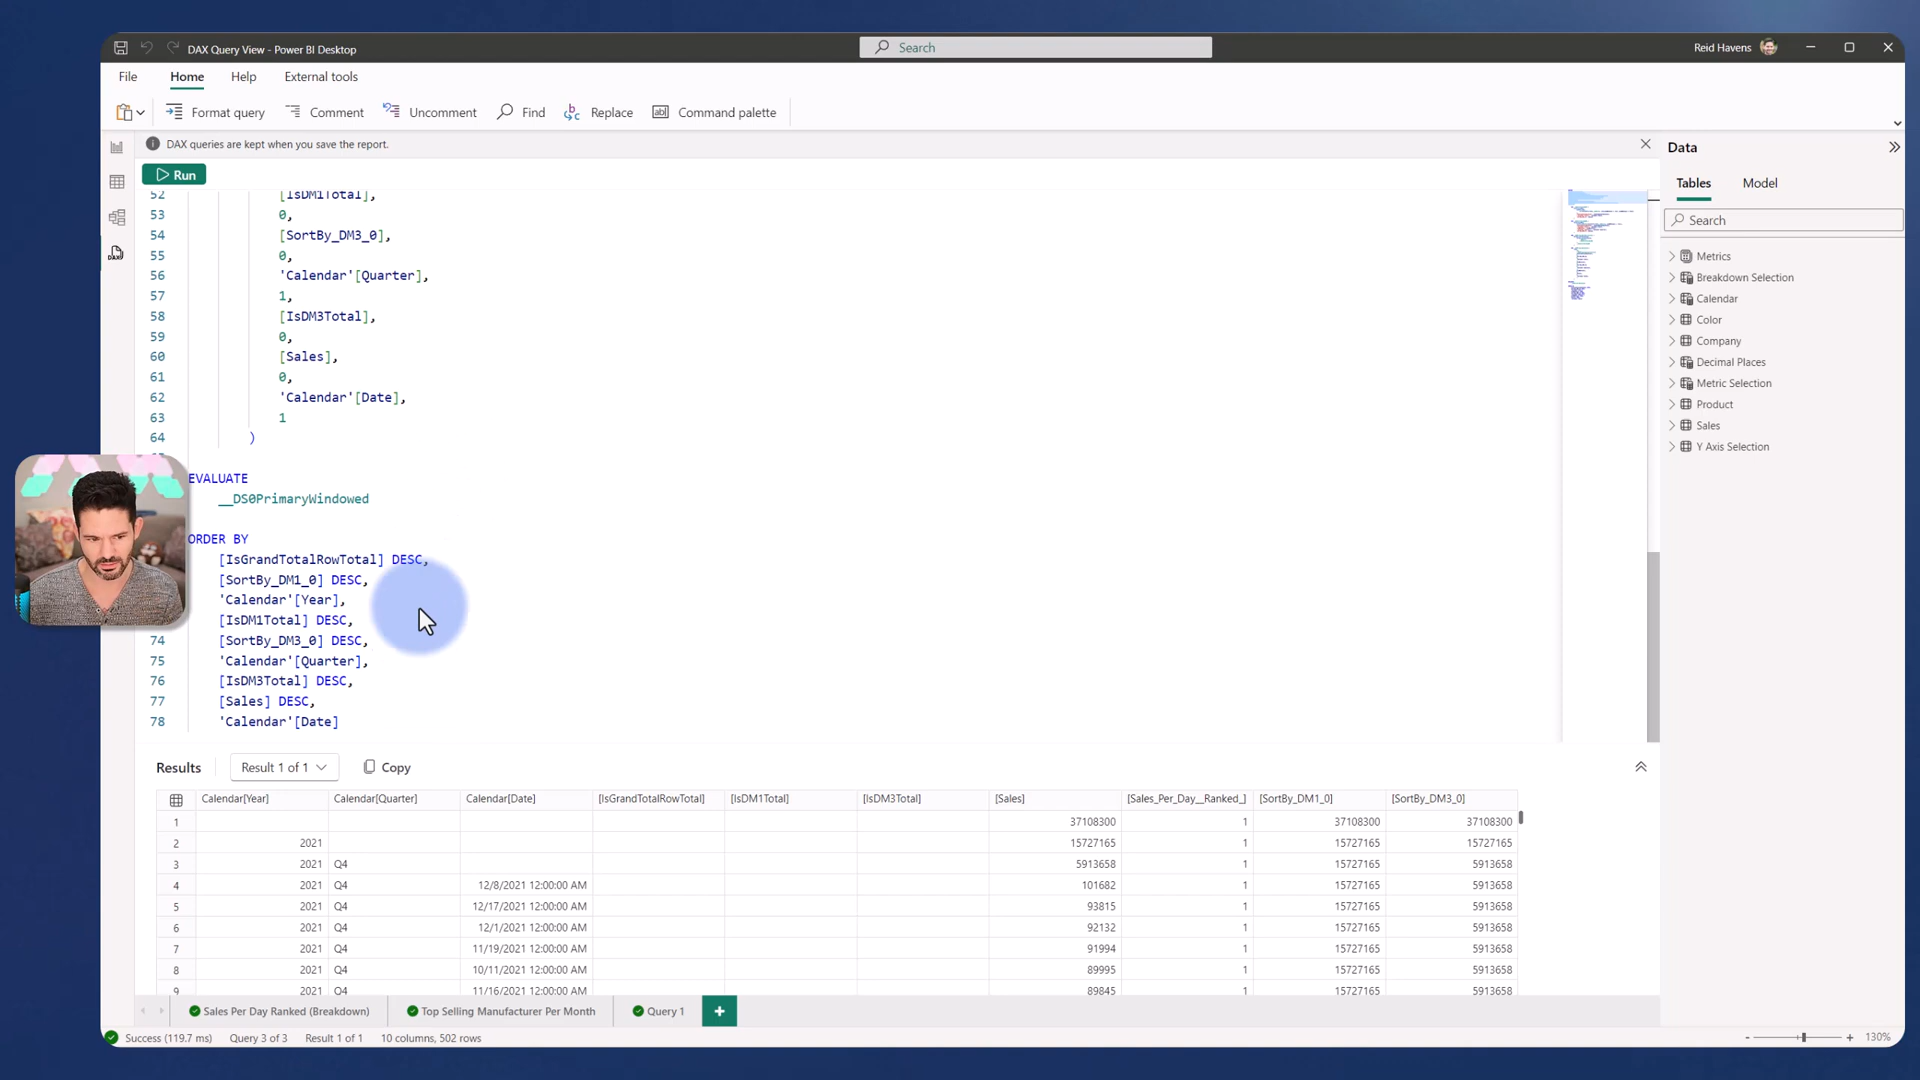 DAX Query View - Power BI Desktop
Search
Reid Havens
File Home Help External tools
Format query Comment Uncomment Find Replace Command palette
DAX queries are kept when you save the report.
Run
52 [IsDM1Total],
53 0,
54 [SortBy_DM3_0],
55 0,
56 'Calendar'[Quarter],
57 1,
58 [IsDM3Total],
59 0,
60 [Sales],
61 0,
62 'Calendar'[Date],
63 1
64 )
EVALUATE
__DS0PrimaryWindowed
ORDER BY
[IsGrandTotalRowTotal] DESC,
[SortBy_DM1_0] DESC,
'Calendar'[Year],
[IsDM1Total] DESC,
74 [SortBy_DM3_0] DESC,
75 'Calendar'[Quarter],
76 [IsDM3Total] DESC,
77 [Sales] DESC,
78 'Calendar'[Date]
Data
Tables Model
Search
Metrics
Breakdown Selection
Calendar
Color
Company
Decimal Places
Metric Selection
Product
Sales
Y Axis Selection
Results Result 1 of 1 Copy
Calendar[Year] Calendar[Quarter] Calendar[Date] [IsGrandTotalRowTotal] [IsDM1Total] [IsDM3Total] [Sales] [Sales_Per_Day__Ranked_] [SortBy_DM1_0] [SortBy_DM3_0]
1 37108300 1 37108300 37108300
2 2021 15727165 1 15727165 15727165
3 2021 Q4 5913658 1 15727165 5913658
4 2021 Q4 12/8/2021 12:00:00 AM 101682 1 15727165 5913658
5 2021 Q4 12/17/2021 12:00:00 AM 93815 1 15727165 5913658
6 2021 Q4 12/1/2021 12:00:00 AM 92132 1 15727165 5913658
7 2021 Q4 11/19/2021 12:00:00 AM 91994 1 15727165 5913658
8 2021 Q4 10/11/2021 12:00:00 AM 89995 1 15727165 5913658
9 2021 Q4 11/16/2021 12:00:00 AM 89845 1 15727165 5913658
Sales Per Day Ranked (Breakdown) Top Selling Manufacturer Per Month Query 1 +
Success (119.7 ms) Query 3 of 3 Result 1 of 1 10 columns, 502 rows
- + 130%